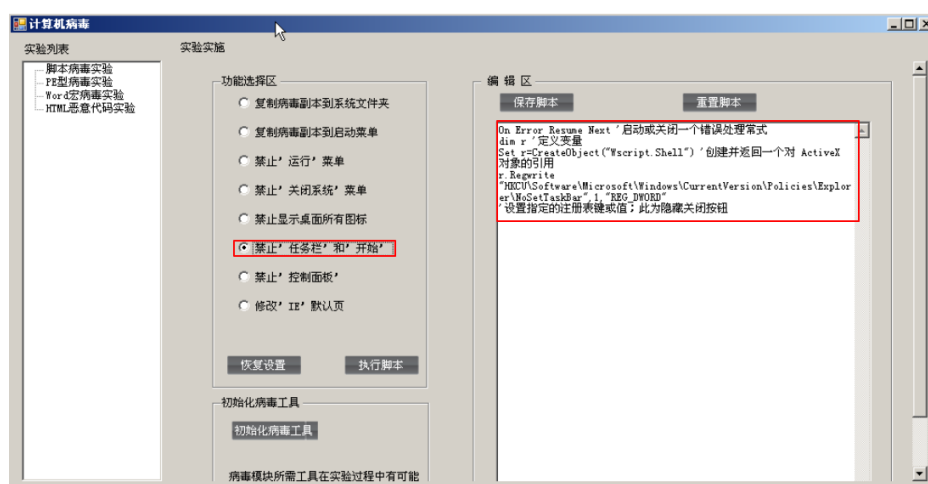 计算机病毒
实验列表
脚本病毒实验
PE型病毒实验
Word宏病毒实验
HTML恶意代码实验
实验实施
功能选择区
复制病毒副本到系统文件夹
复制病毒副本到启动菜单
禁止'运行'菜单
禁止'关闭系统'菜单
禁止显示桌面所有图标
禁止'任务栏'和'开始'
禁止'控制面板'
修改'IE'默认页
恢复设置
执行脚本
初始化病毒工具
初始化病毒工具
病毒模块所需工具在实验过程中有可能
编辑区
保存脚本
重置脚本
On Error Resume Next '启动或关闭一个错误处理常式
dim r '定义变量
Set r=CreateObject("Wscript.Shell") '创建并返回一个对 ActiveX
对象的引用
r.Regwrite
"HKCU\Software\Microsoft\Windows\CurrentVersion\Policies\Explor
er\NoSetTaskBar",1,"REG_DWORD"
'设置指定的注册表键或值；此为隐藏关闭按钮